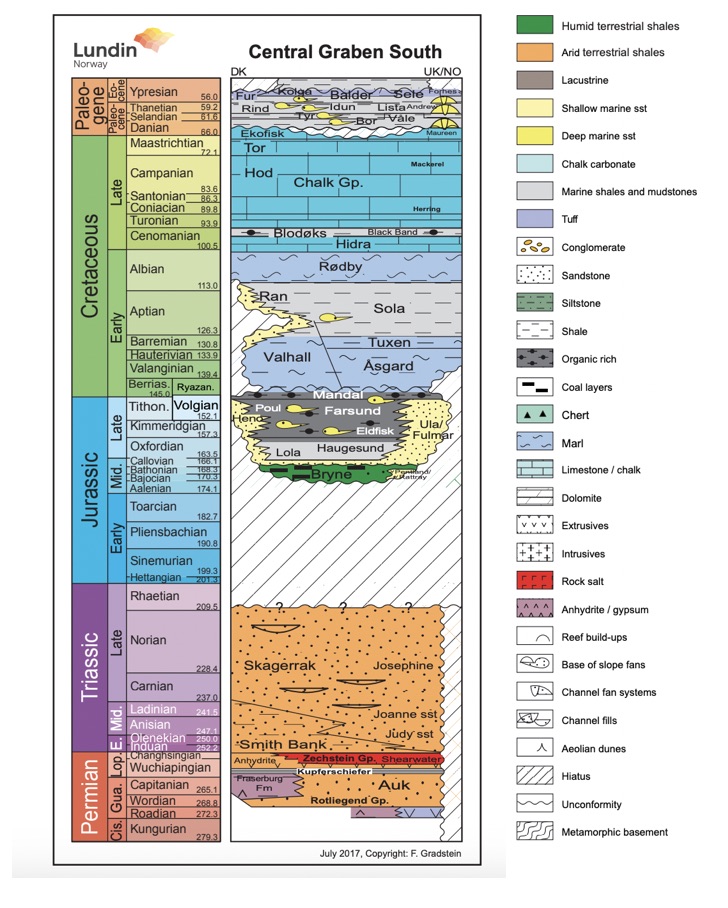 Lundin
Norway
Central Graben South
DK
UK/NO
Paleo-
gene
Eo-
cene
Paleo-
cene
Ypresian
56.0
Thanetian
59.2
Selandian
61.6
Danian
66.0
Cretaceous
Late
Maastrichtian
72.1
Campanian
83.6
Santonian
86.3
Coniacian
89.8
Turonian
93.9
Cenomanian
100.5
Early
Albian
113.0
Aptian
126.3
Barremian 130.8
Hauterivian 133.9
Valanginian
139.4
Berrias.
145.0
Ryazan.
Jurassic
Late
Tithon.
Volgian
152.1
Kimmeridgian
157.3
Oxfordian
163.5
Mid.
Callovian
166.1
Bathonian
168.3
Bajocian
170.3
Aalenian
174.1
Early
Toarcian
182.7
Pliensbachian
190.8
Sinemurian
199.3
Hettangian
201.3
Triassic
Late
Rhaetian
209.5
Norian
228.4
Carnian
237.0
Mid.
Ladinian
241.5
Anisian
247.1
E.
Olenekian
250.0
Induan
252.2
Permian
Lop.
Changhsingian
Wuchiapingian
Gua.
Capitanian
265.1
Wordian
268.8
Roadian
272.3
Cis.
Kungurian
279.3
Fur
Kolga
Balder
Sele
Forties
Rind
Idun
Lista
Andrew
Tyr
Bor
Våle
Ekofisk
Maureen
Tor
Mackerel
Hod
Chalk Gp.
Herring
Blodøks
Black Band
Hidra
Rødby
Ran
Sola
Tuxen
Valhall
Åsgard
Mandal
Poul
Farsund
Heno
Eldfisk
Ula/
Fulmar
Lola
Haugesund
Bryne
Pentland/
Rattray
? ? ?
Skagerrak
Josephine
Joanne sst
Judy sst
Smith Bank
Anhydrite
Zechstein Gp.
Shearwater
Kupferschiefer
Fraserburg
Fm
Auk
Rotliegend Gp.
July 2017, Copyright: F. Gradstein
Humid terrestrial shales
Arid terrestrial shales
Lacustrine
Shallow marine sst
Deep marine sst
Chalk carbonate
Marine shales and mudstones
Tuff
Conglomerate
Sandstone
Siltstone
Shale
Organic rich
Coal layers
Chert
Marl
Limestone / chalk
Dolomite
Extrusives
Intrusives
Rock salt
Anhydrite / gypsum
Reef build-ups
Base of slope fans
Channel fan systems
Channel fills
Aeolian dunes
Hiatus
Unconformity
Metamorphic basement